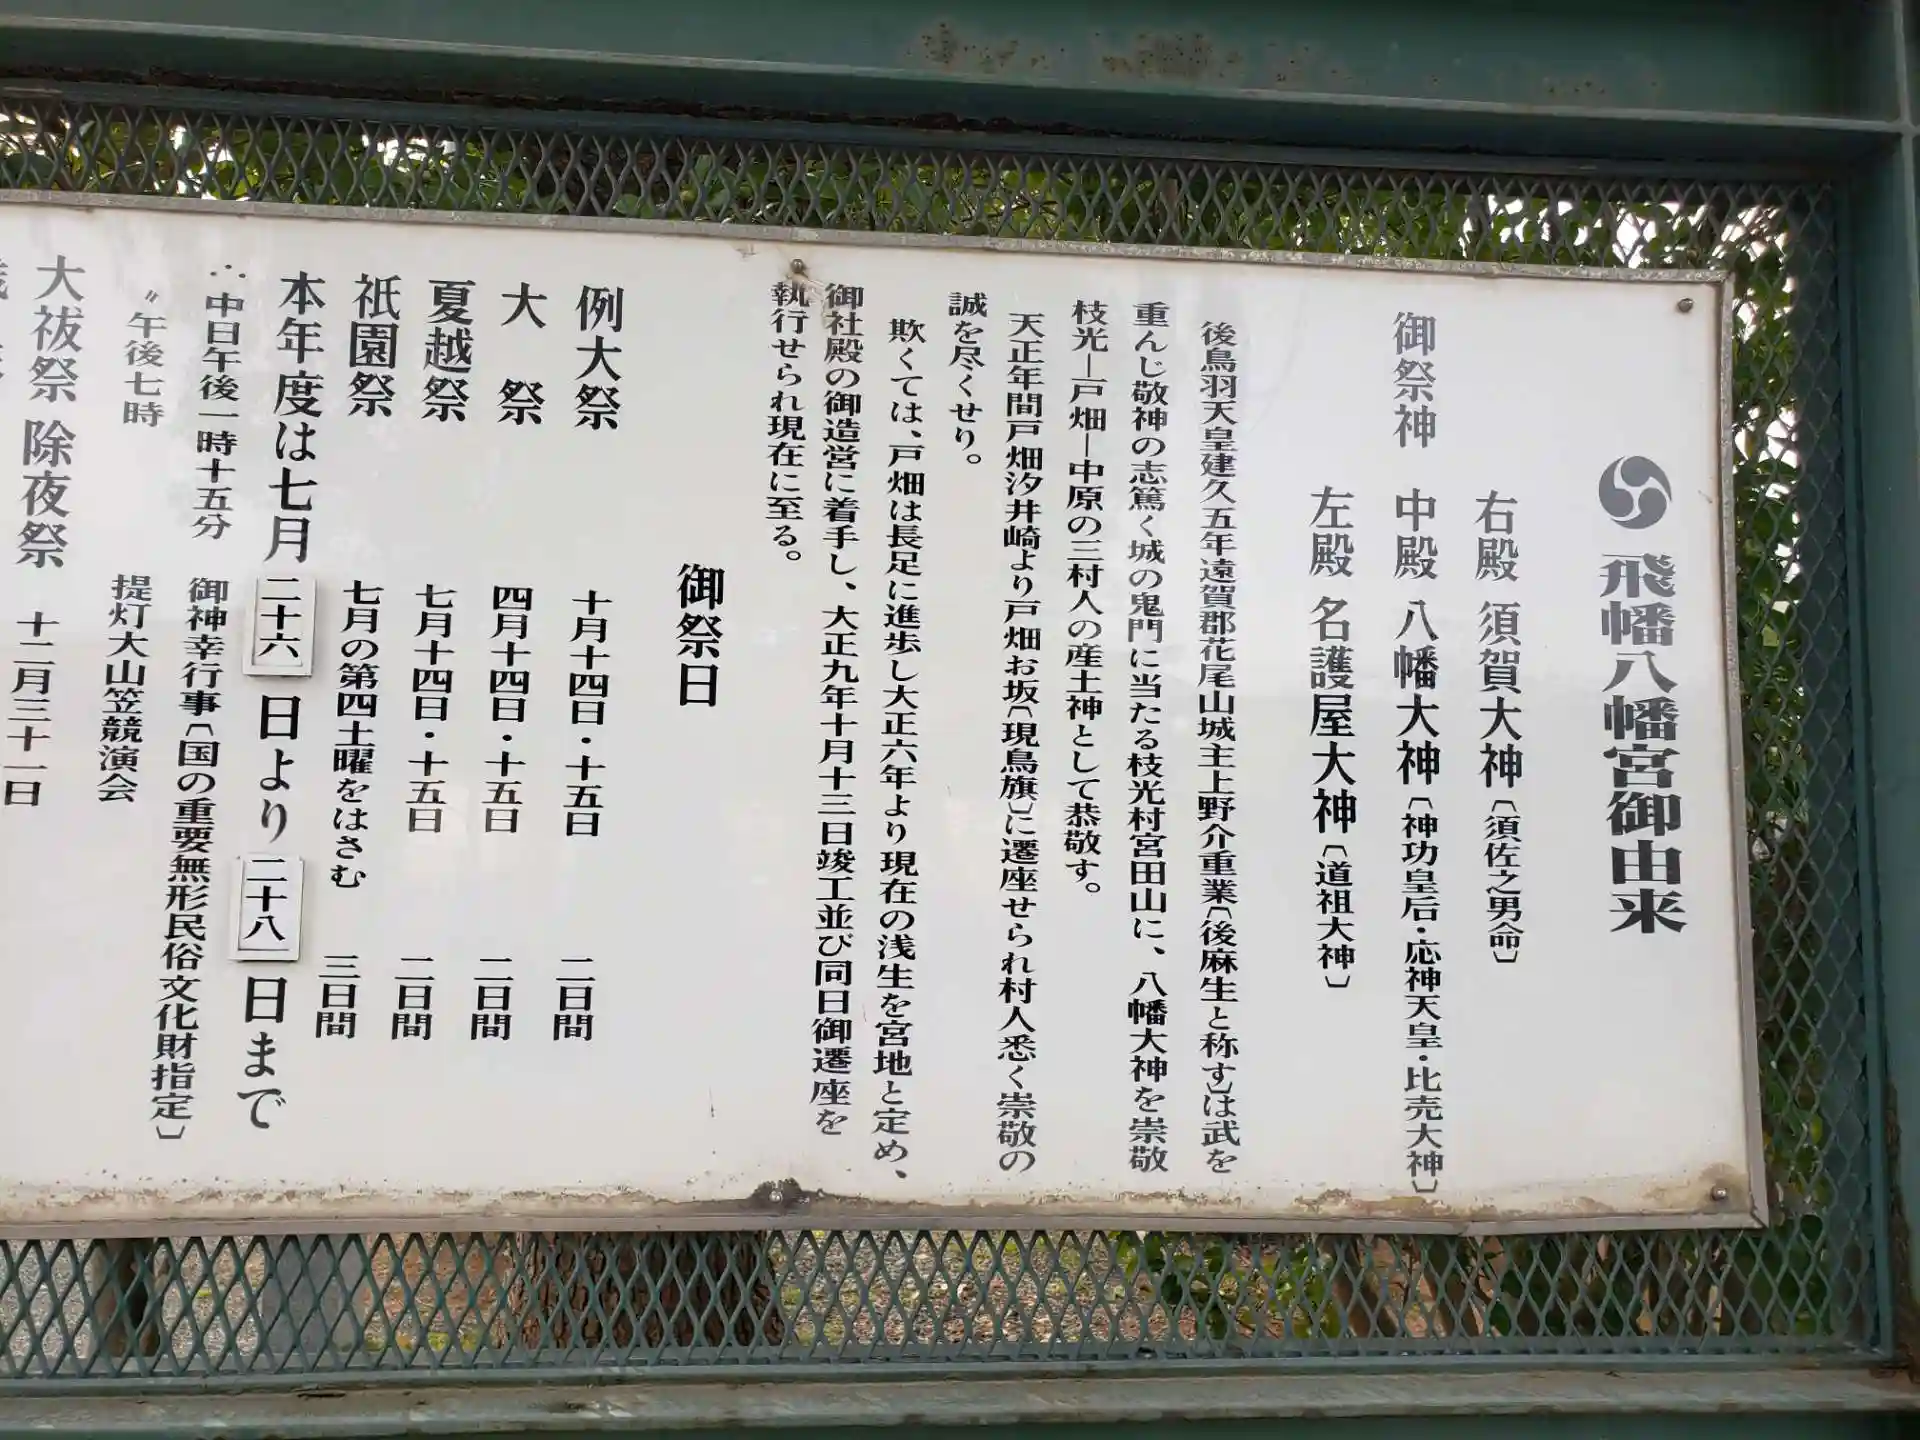 飛幡八幡宮御由来
右殿 須賀大神〔須佐之男命〕
御祭神 中殿 八幡大神〔神功皇后・応神天皇・比売大神〕
左殿 名護屋大神〔道祖大神〕
後鳥羽天皇建久五年遠賀郡花尾山城主上野介重業〔後麻生と称す〕は武を
重んじ敬神の志篤く城の鬼門に当たる枝光村宮田山に、八幡大神を崇敬
枝光ー戸畑ー中原の三村人の産土神として恭敬す。
天正年間戸畑汐井崎より戸畑お坂〔現鳥旗〕に遷座せられ村人悉く崇敬の
誠を尽くせり。
欺くては、戸畑は長足に進歩し大正六年より現在の浅生を宮地と定め、
御社殿の御造営に着手し、大正九年十月十三日竣工並び同日御遷座を
執行せられ現在に至る。
御祭日
例大祭 十月十四日・十五日 二日間
大祭 四月十四日・十五日 二日間
夏越祭 七月十四日・十五日 二日間
祇園祭 七月の第四土曜をはさむ 三日間
本年度は七月二十六日より二十八日まで
∴中日午後一時十五分 御神幸行事〔国の重要無形民俗文化財指定〕
〃午後七時 提灯大山笠競演会
大祓祭 除夜祭 十二月三十一日